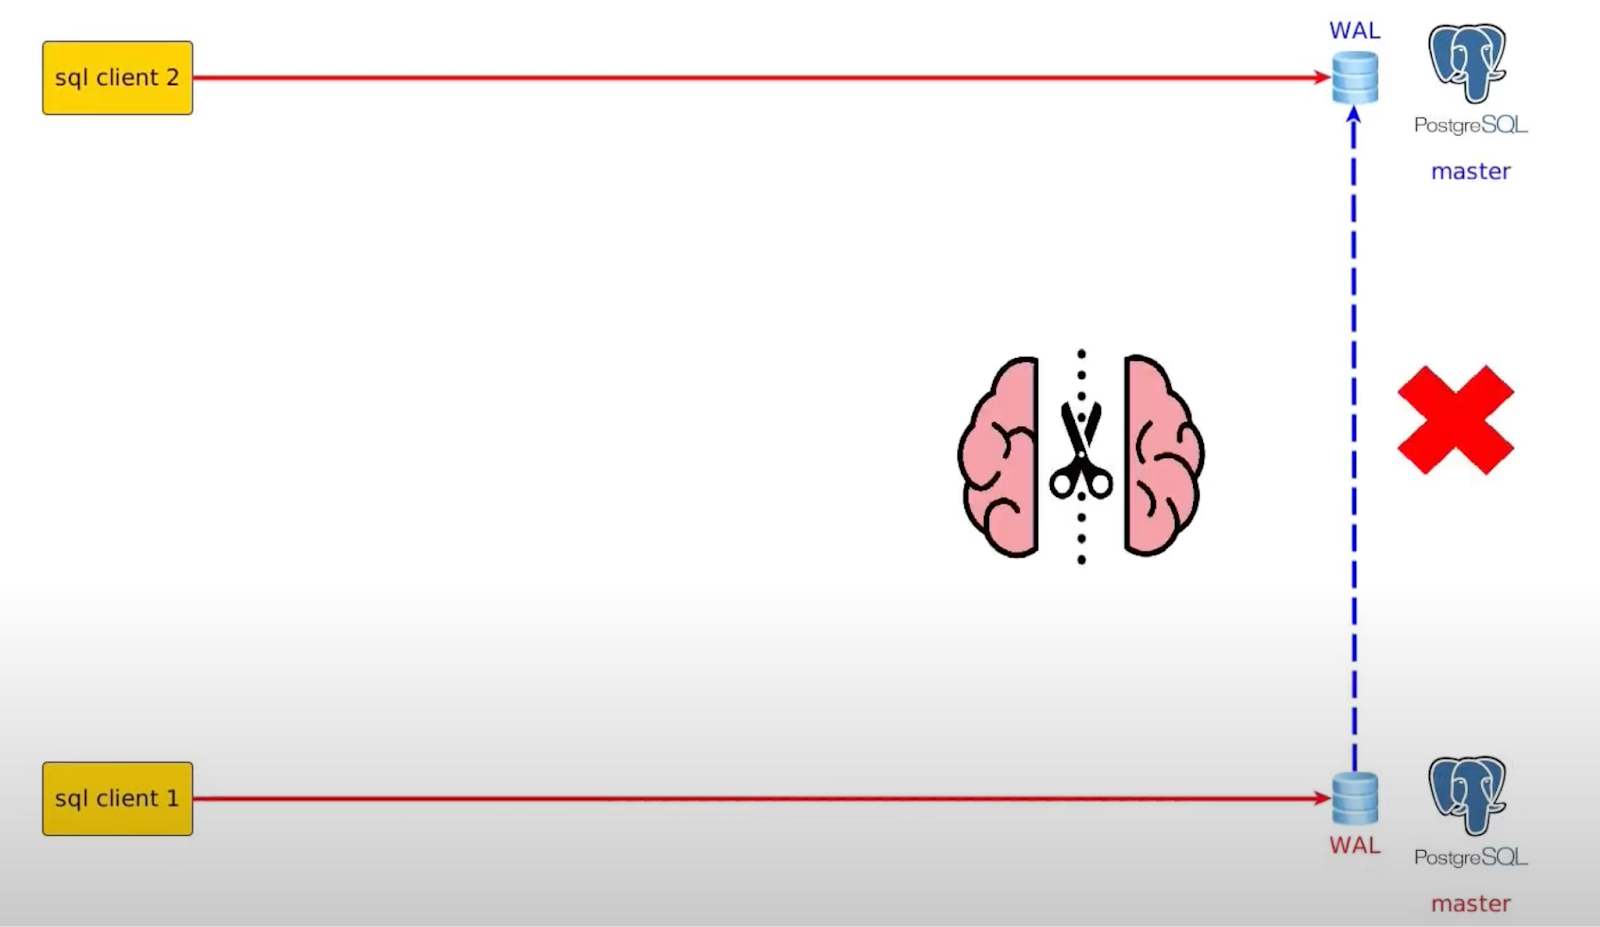 WAL
sql client 2
PostgreSQL
master
sql client 1
WAL
PostgreSQL
master